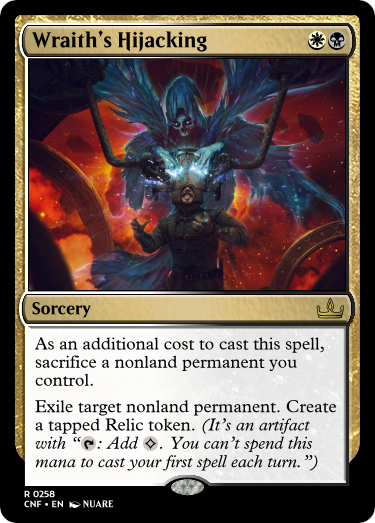 Wraith's Hijacking
Sorcery
As an additional cost to cast this spell,
sacrifice a nonland permanent you
control.
Exile target nonland permanent. Create
a tapped Relic token. (It's an artifact
with “: Add . You can't spend this
mana to cast your first spell each turn.”)
R 0258
CNF • EN NUARE